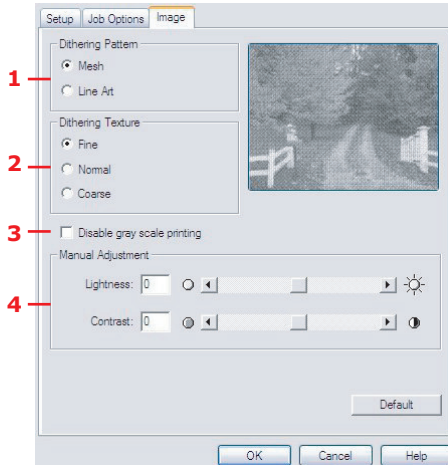 Setup Job Options Image
Dithering Pattern
1
Mesh
Line Art
Dithering Texture
Fine
2
Normal
Coarse
3
Disable gray scale printing
Manual Adjustment
Lightness: 0
4
Contrast: 0
Default
OK Cancel Help